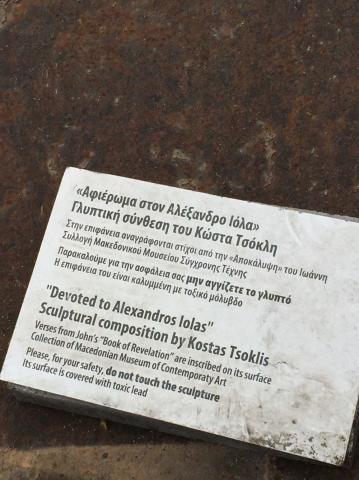 «Αφιέρωμα στον Αλέξανδρο Ιόλα»
Γλυπτική σύνθεση του Κώστα Τσόκλη
Στην επιφάνεια αναγράφονται στίχοι από την «Αποκάλυψη» του Ιωάννη
Συλλογή Μακεδονικού Μουσείου Σύγχρονης Τέχνης
Παρακαλούμε για την ασφάλεια σας μην αγγίζετε το γλυπτό
Η επιφάνεια του είναι καλυμμένη με τοξικό μόλυβδο
"Devoted to Alexandros Iolas"
Sculptural composition by Kostas Tsoklis
Verses from John's "Book of Revelation" are inscribed on its surface
Collection of Macedonian Museum of Contemporaty Art
Please, for your safety, do not touch the sculpture
Its surface is covered with toxic lead